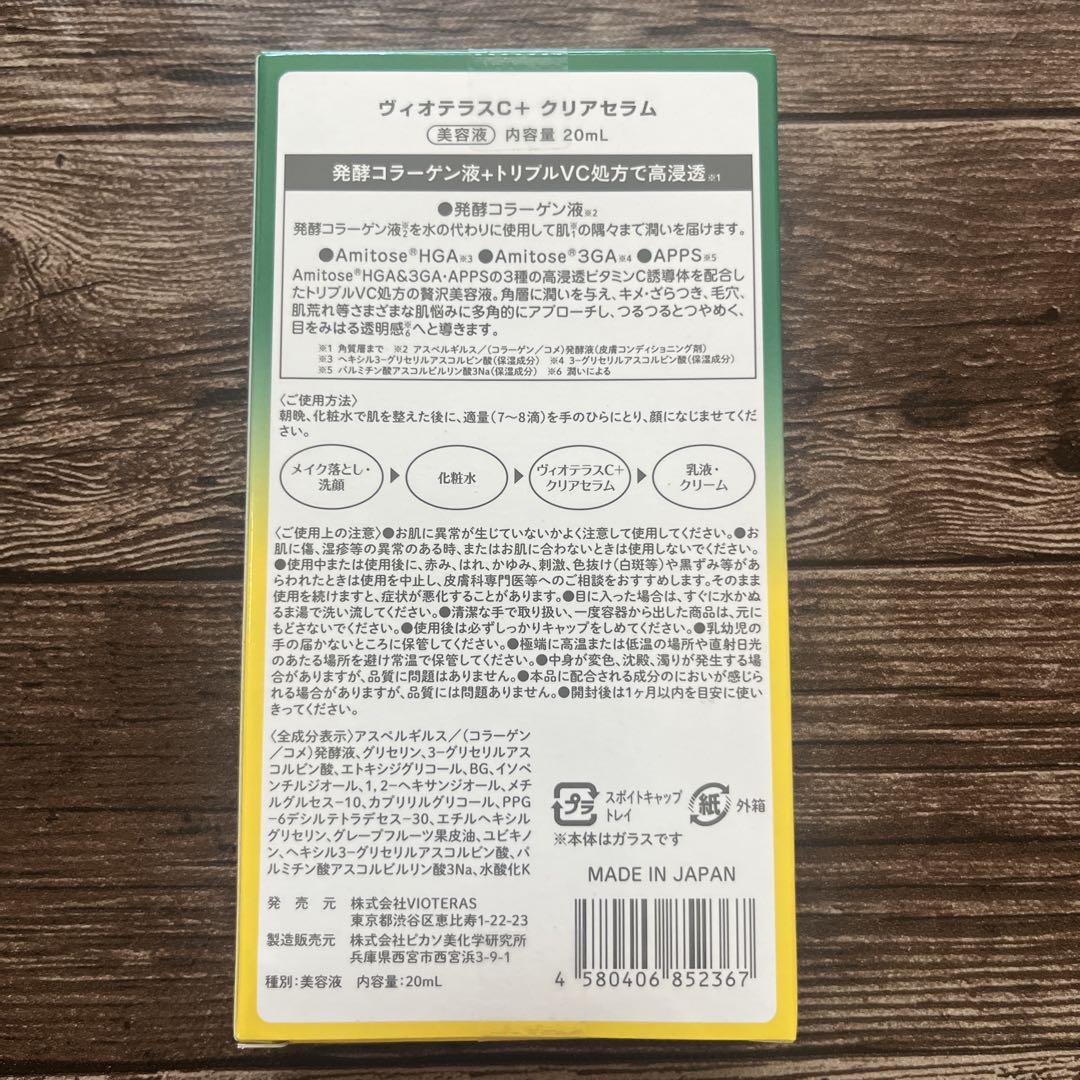 ヴィオテラスC+ クリアセラム
美容液 内容量 20mL
発酵コラーゲン液+トリプルVC処方で高浸透※1
●発酵コラーゲン液※2
発酵コラーゲン液※2を水の代わりに使用して肌※1の隅々まで潤いを届けます。
●Amitose®HGA※3 ●Amitose®3GA※4 ●APPS※5
Amitose®HGA&3GA・APPSの3種の高浸透ビタミンC誘導体を配合し
たトリプルVC処方の贅沢美容液。角層に潤いを与え、キメ・ざらつき、毛穴、
肌荒れ等さまざまな肌悩みに多角的にアプローチし、つるつるとつやめく、
目をみはる透明感※6へと導きます。
※1 角質層まで ※2 アスペルギルス／(コラーゲン／コメ)発酵液(皮膚コンディショニング剤)
※3 ヘキシル3-グリセリルアスコルビン酸(保湿成分) ※4 3-グリセリルアスコルビン酸(保湿成分)
※5 パルミチン酸アスコルビルリン酸3Na(保湿成分) ※6 潤いによる
〈ご使用方法〉
朝晩、化粧水で肌を整えた後に、適量(7～8滴)を手のひらにとり、顔になじませてくだ
さい。
メイク落とし・
洗顔
化粧水
ヴィオテラスC+
クリアセラム
乳液・
クリーム
〈ご使用上の注意〉●お肌に異常が生じていないかよく注意して使用してください。●お
肌に傷、湿疹等の異常のある時、またはお肌に合わないときは使用しないでください。
●使用中または使用後に、赤み、はれ、かゆみ、刺激、色抜け(白斑等)や黒ずみ等があ
らわれたときは使用を中止し、皮膚科専門医等へのご相談をおすすめします。そのまま
使用を続けますと、症状が悪化することがあります。●目に入った場合は、すぐに水かぬ
るま湯で洗い流してください。●清潔な手で取り扱い、一度容器から出した商品は、元に
もどさないでください。●使用後は必ずしっかりキャップをしめてください。●乳幼児の
手の届かないところに保管してください。●極端に高温または低温の場所や直射日光
のあたる場所を避け常温で保管してください。●中身が変色、沈殿、濁りが発生する場
合がありますが、品質に問題はありません。●本品に配合される成分のにおいが感じら
れる場合がありますが、品質には問題ありません。●開封後は1ヶ月以内を目安に使い
きってください。
〈全成分表示〉アスペルギルス／(コラーゲン
／コメ)発酵液、グリセリン、3-グリセリルアス
コルビン酸、エトキシジグリコール、BG、イソペ
ンチルジオール、1,2-ヘキサンジオール、メチ
ルグルセス-10、カプリリルグリコール、PPG
-6デシルテトラデセス-30、エチルヘキシル
グリセリン、グレープフルーツ果皮油、ユビキノ
ン、ヘキシル3-グリセリルアスコルビン酸、パ
ルミチン酸アスコルビルリン酸3Na、水酸化K
プラ スポイトキャップ
トレイ
紙 外箱
※本体はガラスです
MADE IN JAPAN
発売元 株式会社VIOTERAS
東京都渋谷区恵比寿1-22-23
製造販売元 株式会社ピカソ美化学研究所
兵庫県西宮市西宮浜3-9-1
種別:美容液 内容量:20mL
4 580406 852367